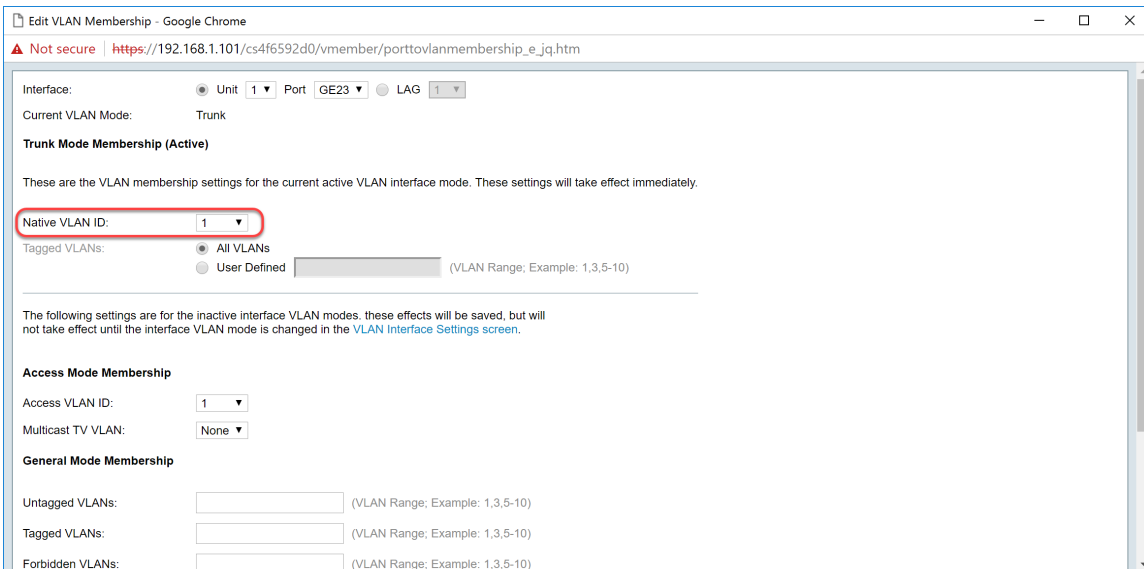 Edit VLAN Membership - Google Chrome
Not secure | https://192.168.1.101/cs4f6592d0/vmember/porttovlanmembership_e_jq.htm
Interface: Unit 1 Port GE23 LAG 1
Current VLAN Mode: Trunk
Trunk Mode Membership (Active)
These are the VLAN membership settings for the current active VLAN interface mode. These settings will take effect immediately.
Native VLAN ID: 1
Tagged VLANs: All VLANs
User Defined (VLAN Range; Example: 1,3,5-10)
The following settings are for the inactive interface VLAN modes. these effects will be saved, but will
not take effect until the interface VLAN mode is changed in the VLAN Interface Settings screen.
Access Mode Membership
Access VLAN ID: 1
Multicast TV VLAN: None
General Mode Membership
Untagged VLANs: (VLAN Range; Example: 1,3,5-10)
Tagged VLANs: (VLAN Range; Example: 1,3,5-10)
Forbidden VLANs: (VLAN Range; Example: 1,3,5-10)